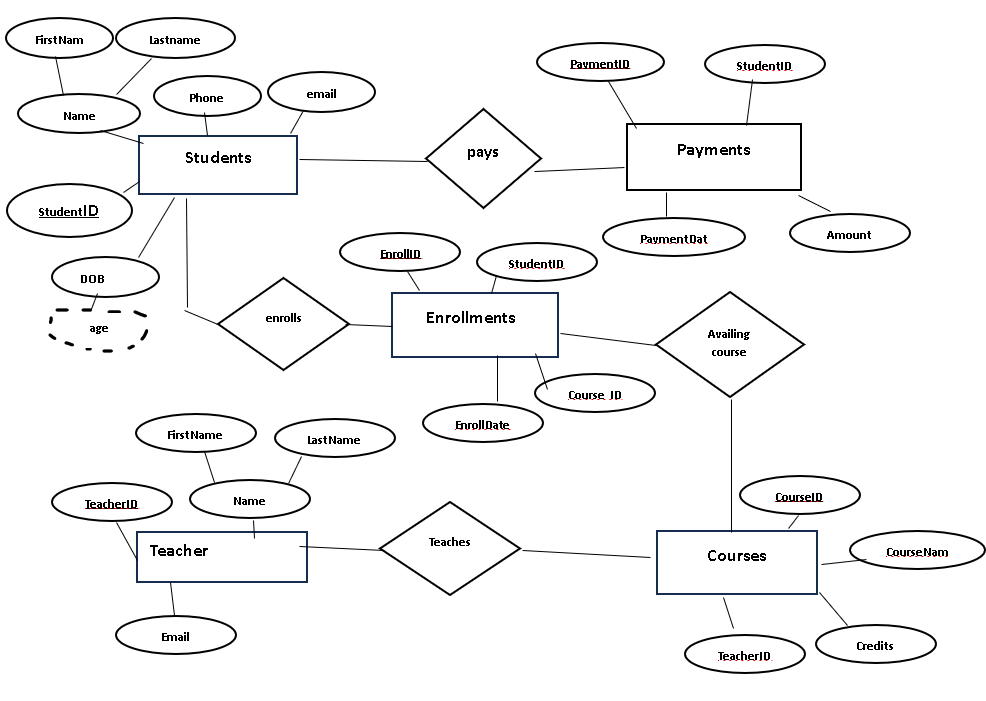 FirstNam
Lastname
Name
Phone
email
Students
StudentID
DOB
age
pays
PaymentID
StudentID
Payments
PaymentDat
Amount
enrolls
EnrollID
StudentID
Enrollments
Course_ID
EnrollDate
Availing
course
FirstName
LastName
TeacherID
Name
Teacher
Email
Teaches
CourseID
Courses
CourseNam
TeacherID
Credits